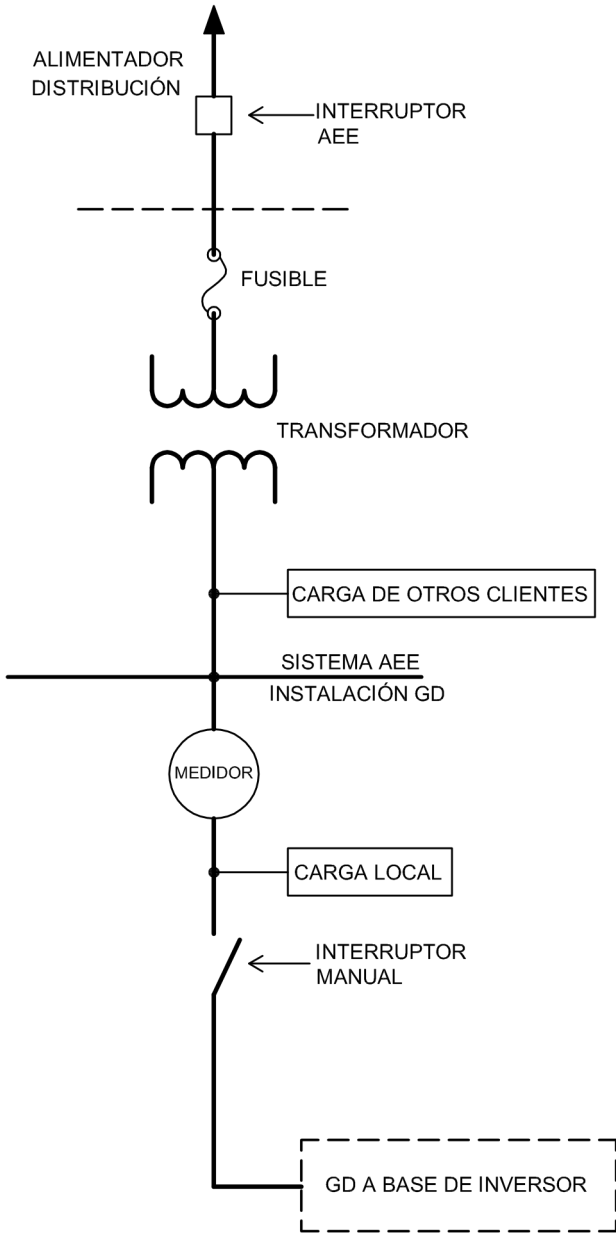 ALIMENTADOR
DISTRIBUCIÓN
INTERRUPTOR
AEE
FUSIBLE
TRANSFORMADOR
CARGA DE OTROS CLIENTES
SISTEMA AEE
INSTALACIÓN GD
MEDIDOR
CARGA LOCAL
INTERRUPTOR
MANUAL
GD A BASE DE INVERSOR